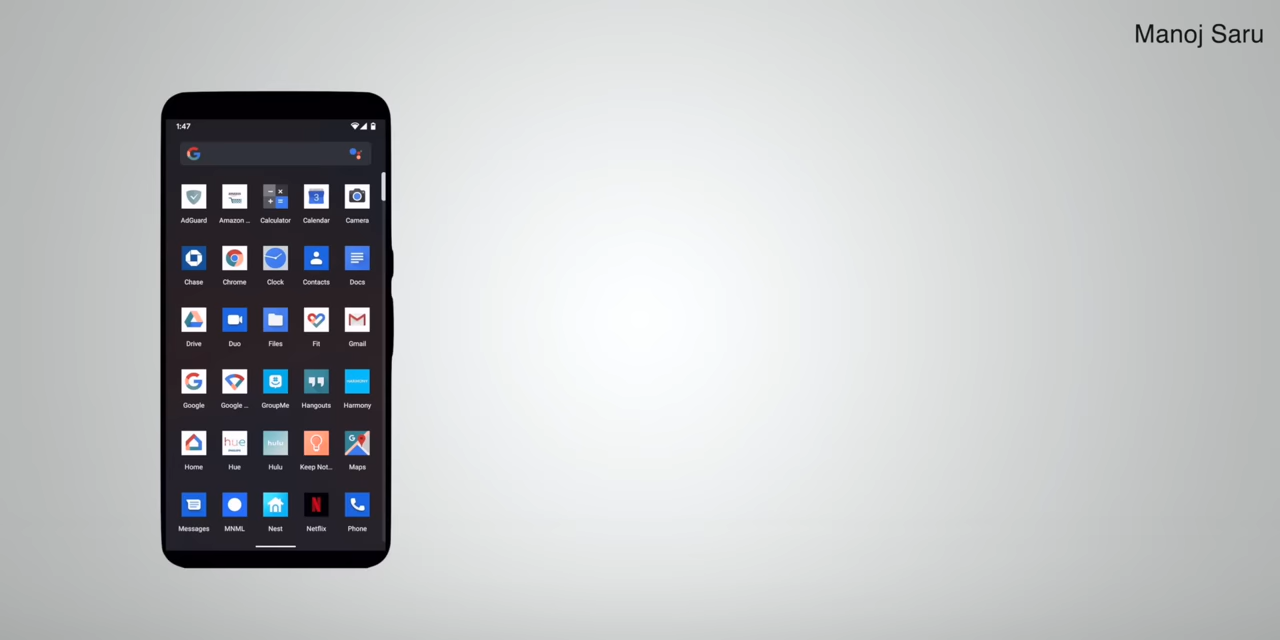 Manoj Saru
1:47
AdGuard Amazon ... Calculator Calendar Camera
Chase Chrome Clock Contacts Docs
Drive Duo Files Fit Gmail
Google Google ... GroupMe Hangouts Harmony
Home Hue Hulu Keep Not... Maps
Messages MNML Nest Netflix Phone